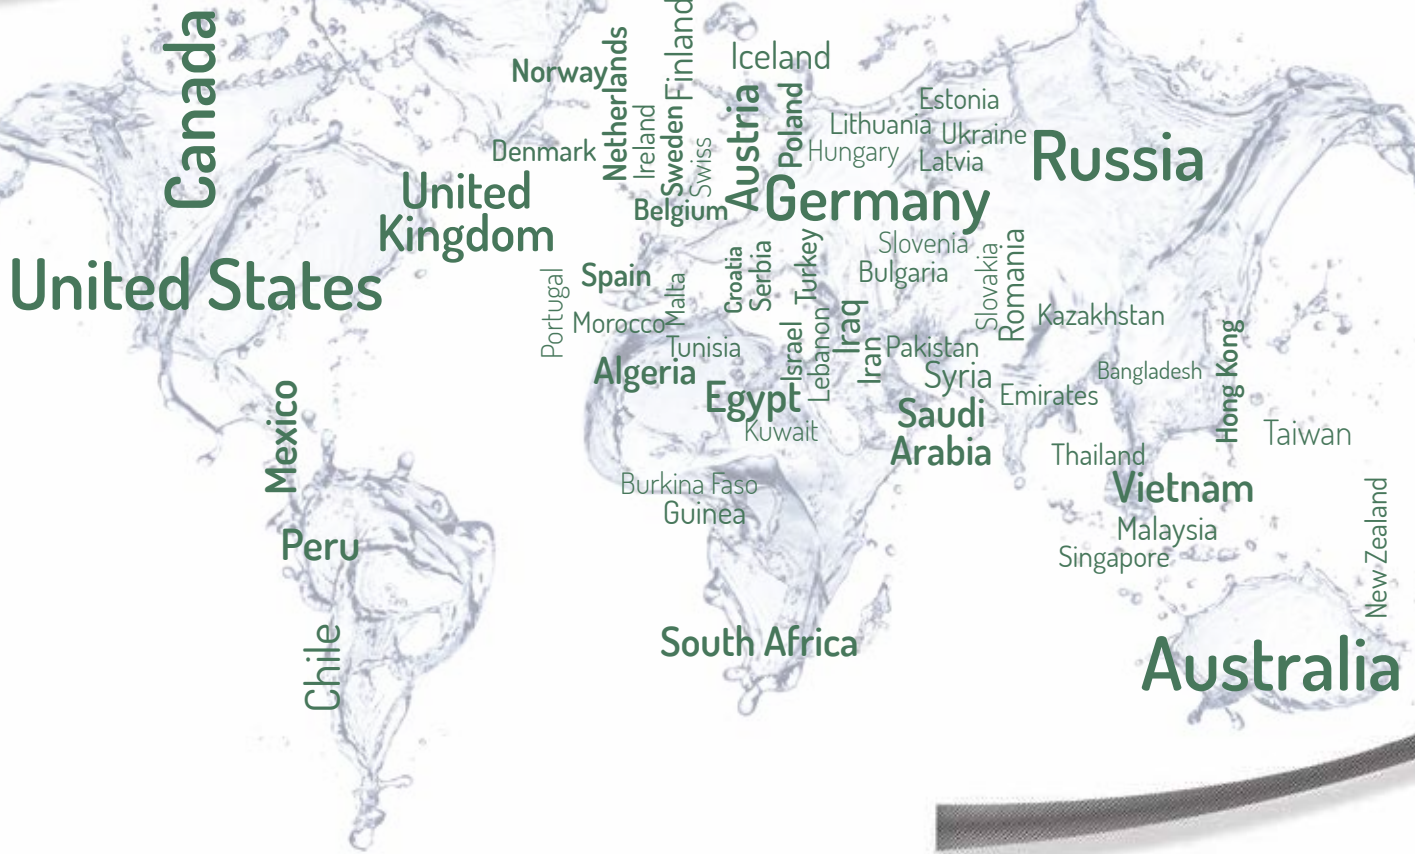 Canada
Norway
Netherlands
Finland
Iceland
Ireland
Sweden
Swiss
Austria
Poland
Estonia
Lithuania
Ukraine
Denmark
Hungary
Latvia
Russia
United
Kingdom
Belgium
Germany
United States
Portugal
Spain
Malta
Croatia
Serbia
Turkey
Slovenia
Bulgaria
Slovakia
Romania
Morocco
Kazakhstan
Tunisia
Israel
Lebanon
Iraq
Iran
Pakistan
Algeria
Syria
Bangladesh
Hong Kong
Egypt
Emirates
Mexico
Kuwait
Saudi
Arabia
Taiwan
Thailand
Burkina Faso
Vietnam
Guinea
Malaysia
New Zealand
Peru
Singapore
Chile
South Africa
Australia